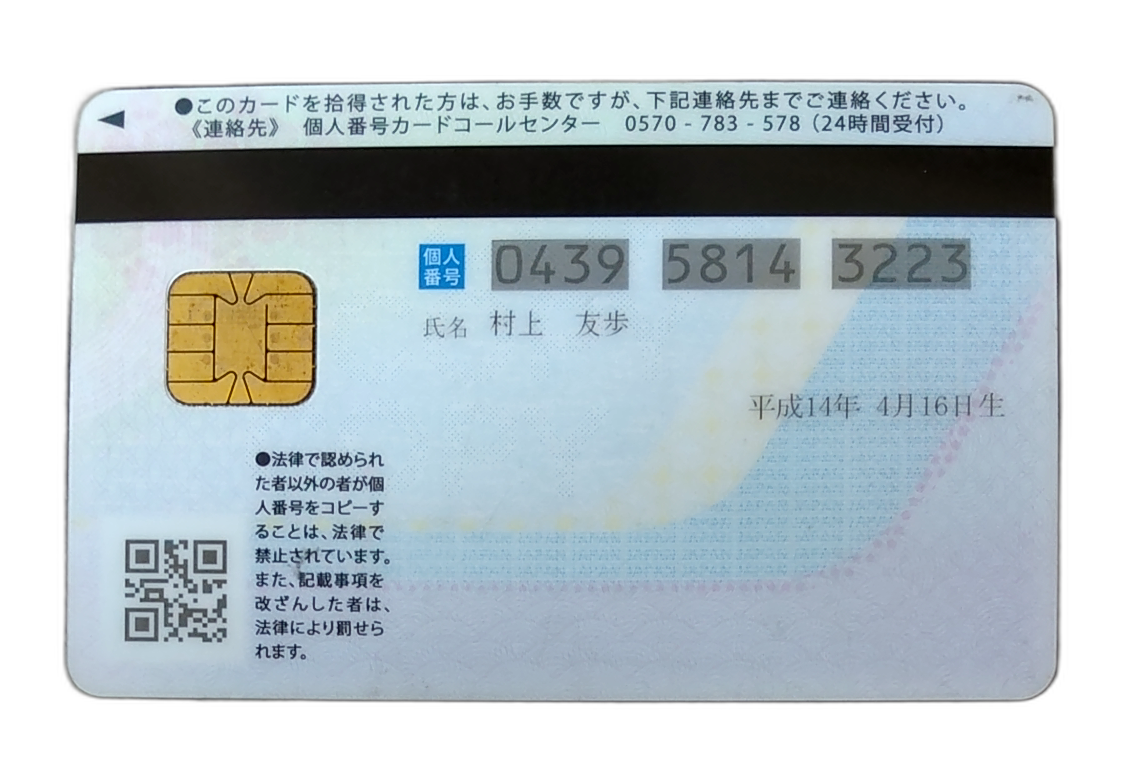 ●このカードを拾得された方は、お手数ですが、下記連絡先までご連絡ください。
《連絡先》 個人番号カードコールセンター 0570 - 783 - 578 (24時間受付)
個人番号 0439 5814 3223
氏名 村上 友歩
平成14年 4月16日生
●法律で認められ
た者以外の者が個
人番号をコピーす
ることは、法律で
禁止されています。
また、記載事項を
改ざんした者は、
法律により罰せら
れます。